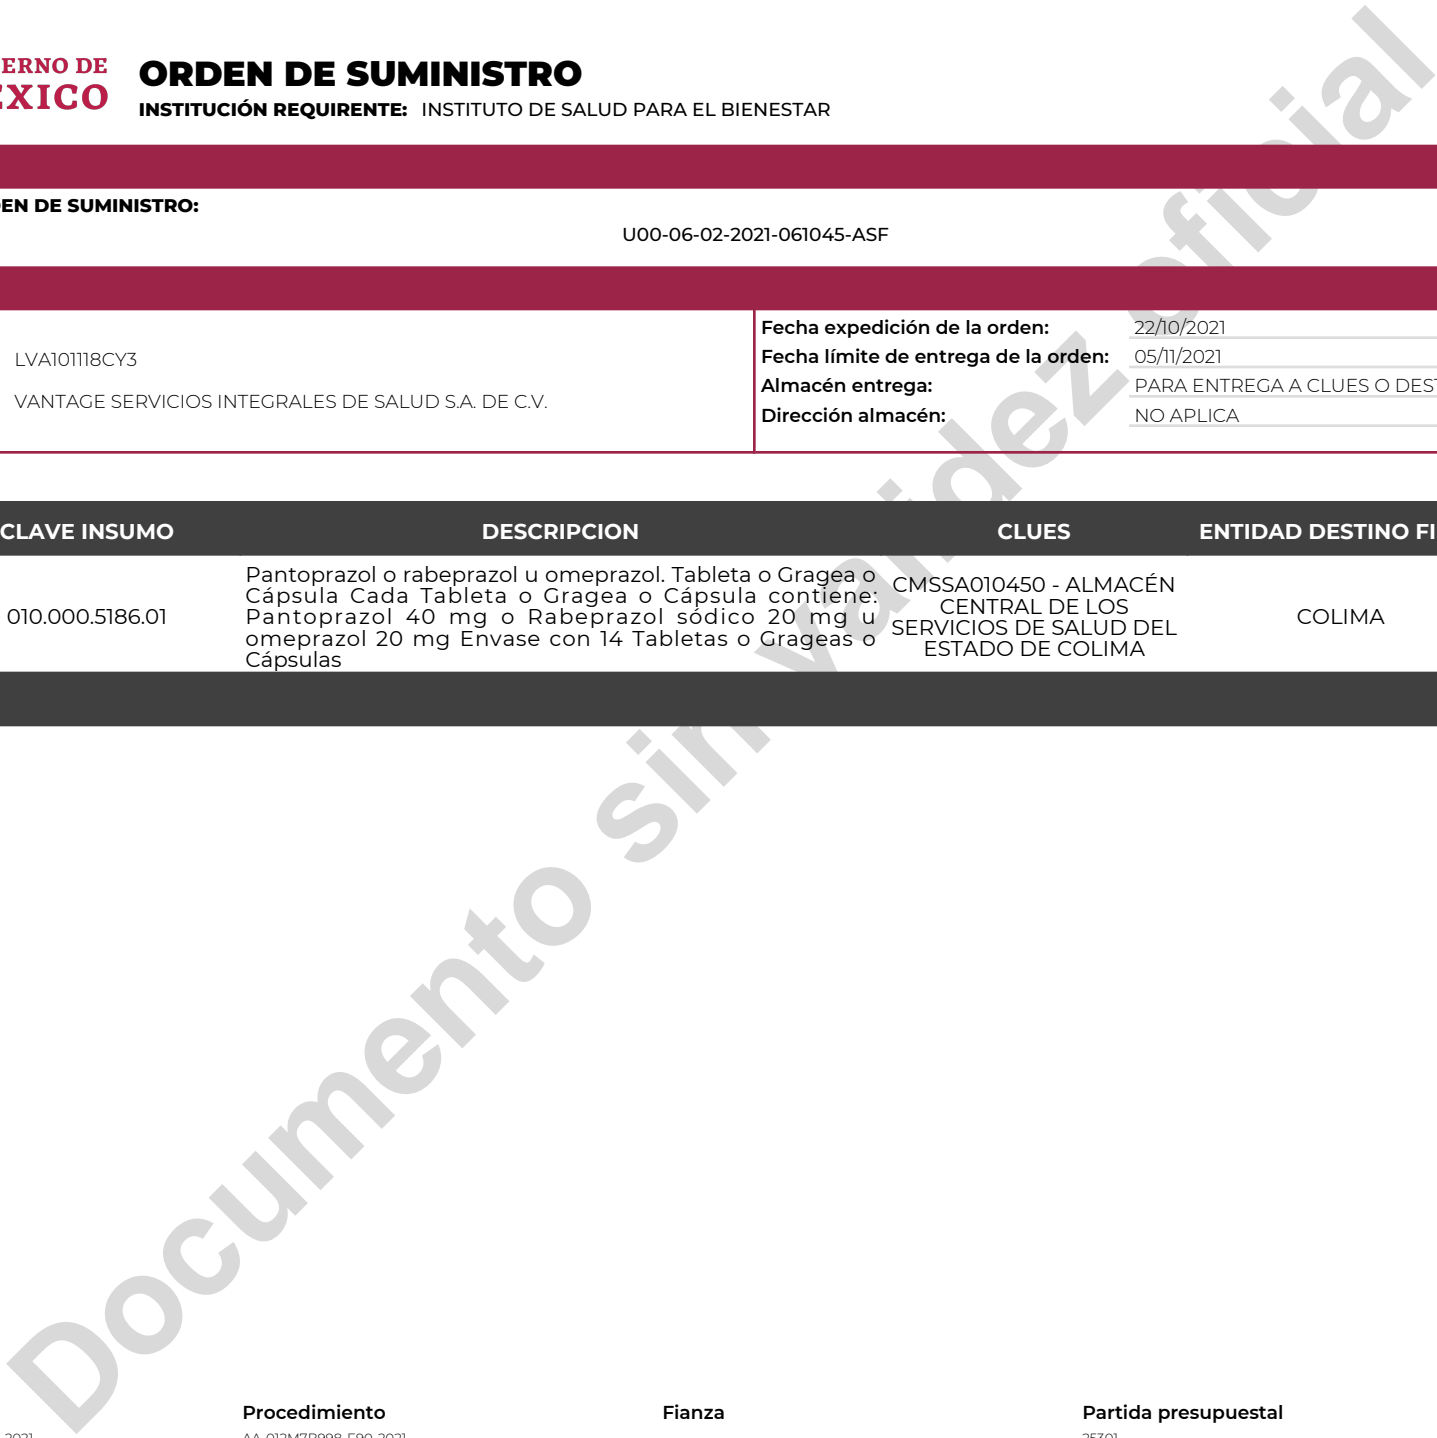 ERNO DE
EXICO
ORDEN DE SUMINISTRO
INSTITUCIÓN REQUIRENTE: INSTITUTO DE SALUD PARA EL BIENESTAR
EN DE SUMINISTRO:
U00-06-02-2021-061045-ASF
LVA101118CY3
VANTAGE SERVICIOS INTEGRALES DE SALUD S.A. DE C.V.
Fecha expedición de la orden: 22/10/2021
Fecha límite de entrega de la orden: 05/11/2021
Almacén entrega: PARA ENTREGA A CLUES O DEST
Dirección almacén: NO APLICA
CLAVE INSUMO DESCRIPCION CLUES ENTIDAD DESTINO FI
010.000.5186.01
Pantoprazol o rabeprazol u omeprazol. Tableta o Gragea o
Cápsula Cada Tableta o Gragea o Cápsula contiene:
Pantoprazol 40 mg o Rabeprazol sódico 20 mg u
omeprazol 20 mg Envase con 14 Tabletas o Grageas o
Cápsulas
CMSSA010450 - ALMACÉN
CENTRAL DE LOS
SERVICIOS DE SALUD DEL
ESTADO DE COLIMA
COLIMA
Documento sin validez oficial
Procedimiento Fianza Partida presupuestal